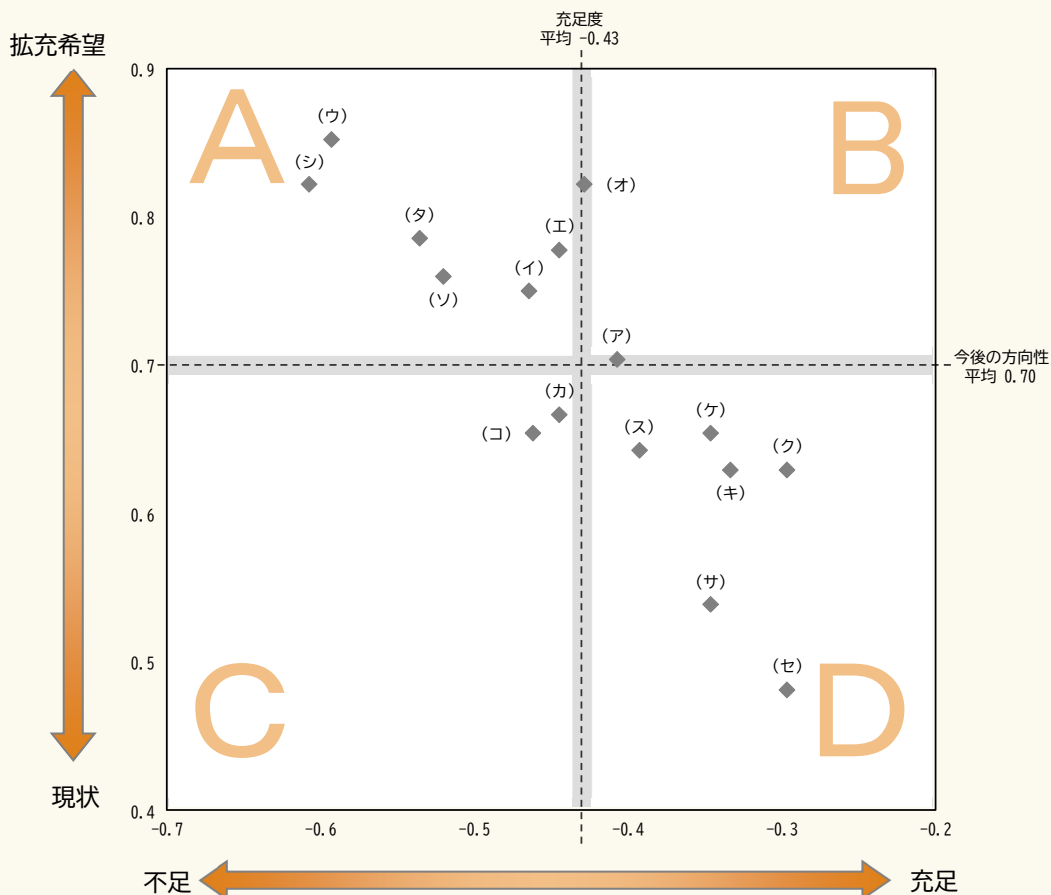 充足度
平均 -0.43
拡充希望
0.9
A
B
(ウ)
(シ)
(オ)
(タ)
0.8
(エ)
(イ)
(ソ)
(ア)
0.7
今後の方向性
平均 0.70
(カ)
(コ)
(ス)
(ケ)
(ク)
(キ)
0.6
(サ)
0.5
(セ)
C
D
現状
0.4
-0.7
-0.6
-0.5
-0.4
-0.3
-0.2
不足
充足